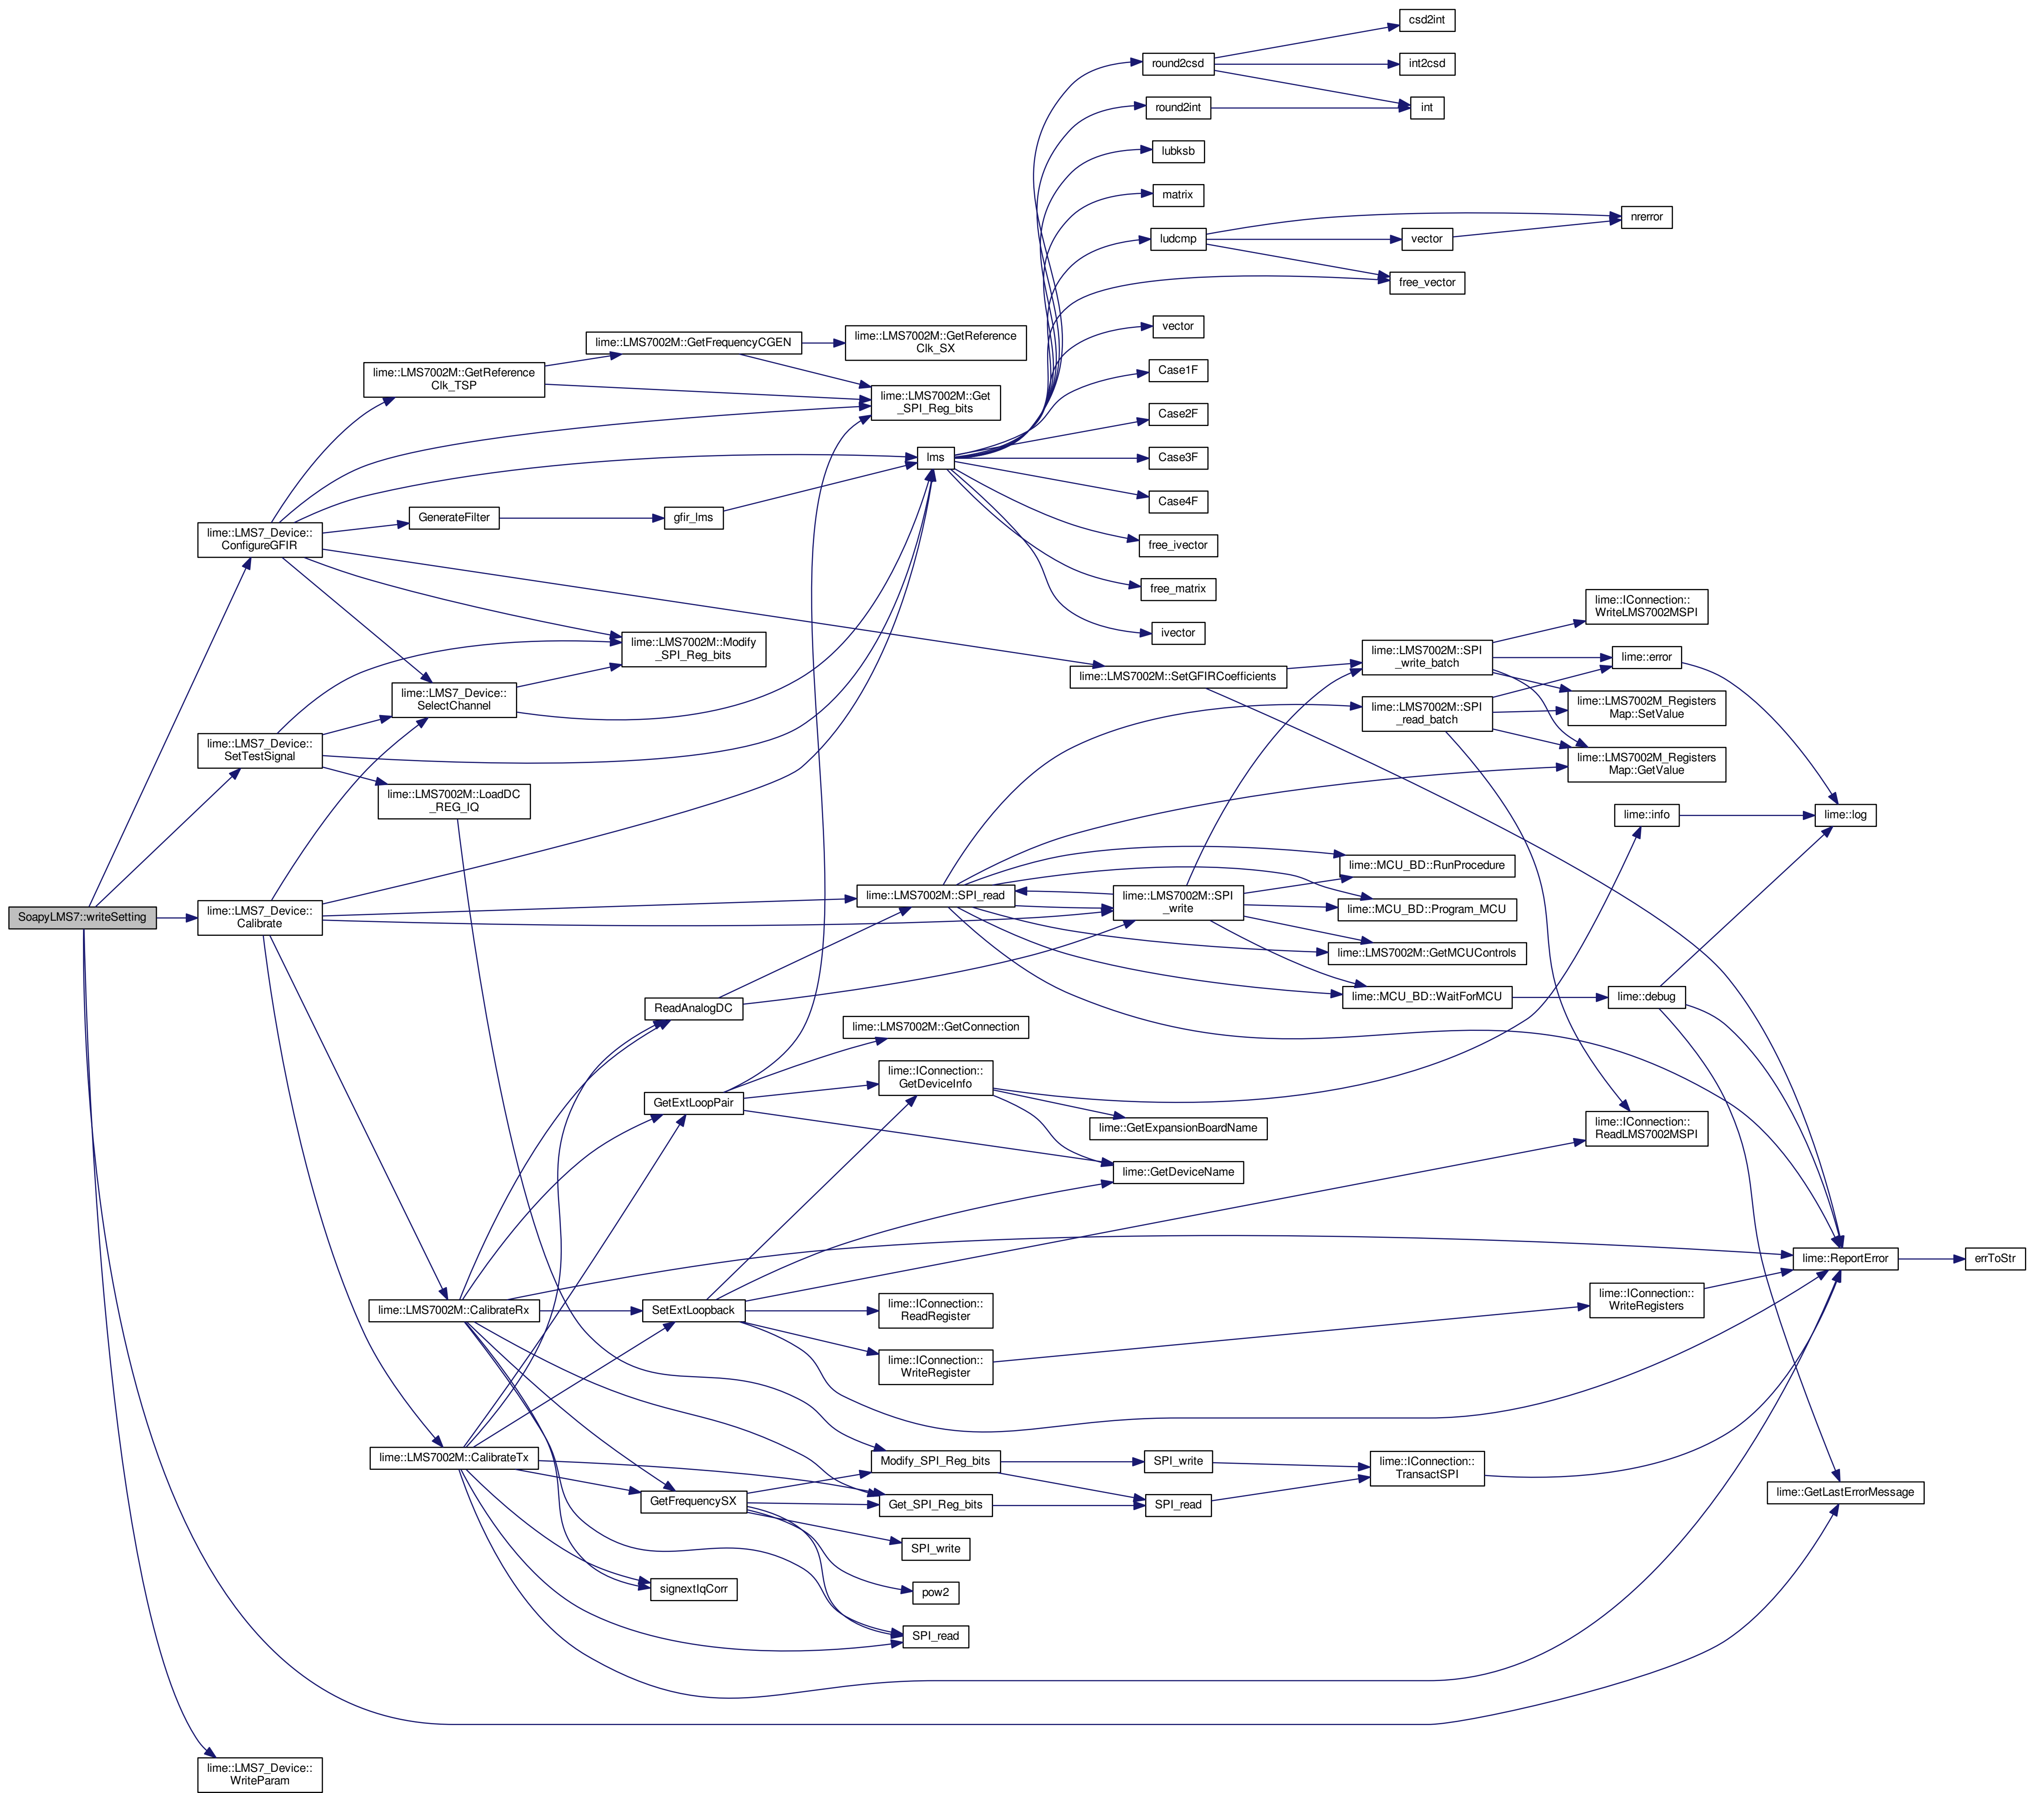 csd2int
round2csd
int2csd
round2int
int
lubksb
matrix
nrerror
ludcmp
vector
free_vector
vector
lime::LMS7002M::GetFrequencyCGEN
lime::LMS7002M::GetReference
Clk_SX
lime::LMS7002M::GetReference
Clk_TSP
Case1F
lime::LMS7002M::Get
_SPI_Reg_bits
Case2F
lms
Case3F
Case4F
GenerateFilter
gfir_lms
lime::LMS7_Device::
ConfigureGFIR
free_ivector
free_matrix
lime::IConnection::
WriteLMS7002MSPI
ivector
lime::LMS7002M::Modify
_SPI_Reg_bits
lime::LMS7002M::SPI
_write_batch
lime::error
lime::LMS7002M::SetGFIRCoefficients
lime::LMS7_Device::
SelectChannel
lime::LMS7002M::SPI
_read_batch
lime::LMS7002M_Registers
Map::SetValue
lime::LMS7_Device::
SetTestSignal
lime::LMS7002M_Registers
Map::GetValue
lime::LMS7002M::LoadDC
_REG_IQ
lime::info
lime::log
lime::MCU_BD::RunProcedure
lime::LMS7002M::SPI_read
lime::LMS7002M::SPI
_write
lime::MCU_BD::Program_MCU
SoapyLMS7::writeSetting
lime::LMS7_Device::
Calibrate
lime::LMS7002M::GetMCUControls
lime::MCU_BD::WaitForMCU
lime::debug
ReadAnalogDC
lime::LMS7002M::GetConnection
lime::IConnection::
GetDeviceInfo
GetExtLoopPair
lime::GetExpansionBoardName
lime::IConnection::
ReadLMS7002MSPI
lime::GetDeviceName
lime::ReportError
errToStr
lime::LMS7002M::CalibrateRx
SetExtLoopback
lime::IConnection::
ReadRegister
lime::IConnection::
WriteRegisters
lime::IConnection::
WriteRegister
lime::LMS7002M::CalibrateTx
Modify_SPI_Reg_bits
SPI_write
lime::IConnection::
TransactSPI
lime::GetLastErrorMessage
GetFrequencySX
Get_SPI_Reg_bits
SPI_read
SPI_write
signextIqCorr
pow2
SPI_read
lime::LMS7_Device::
WriteParam